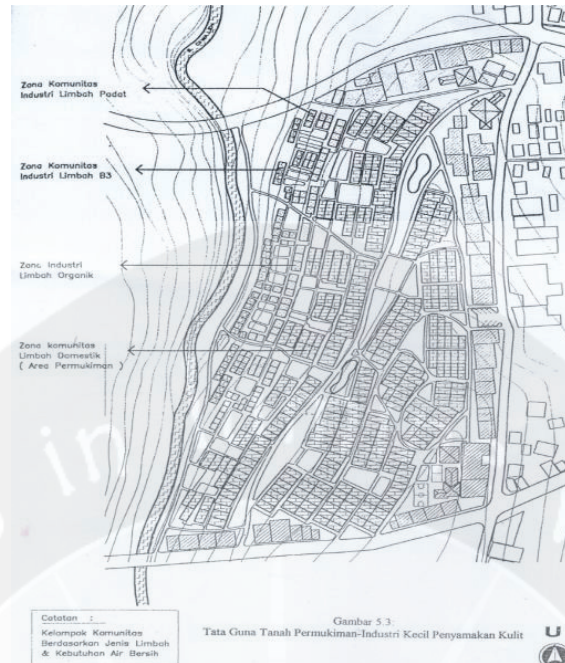 Zona Komunitas
Industri Limbah Padat
Zona Komunitas
Industri Limbah B3
Zona Industri
Limbah Organik
Zona komunitas
Limbah Domestik
( Area Permukiman )
in
Catatan :
Kelompok Komunitas
Berdasarkan Jenis Limbah
& Kebutuhan Air Bersih
Gambar 5.3:
Tata Guna Tanah Permukiman-Industri Kecil Penyamakan Kulit
U